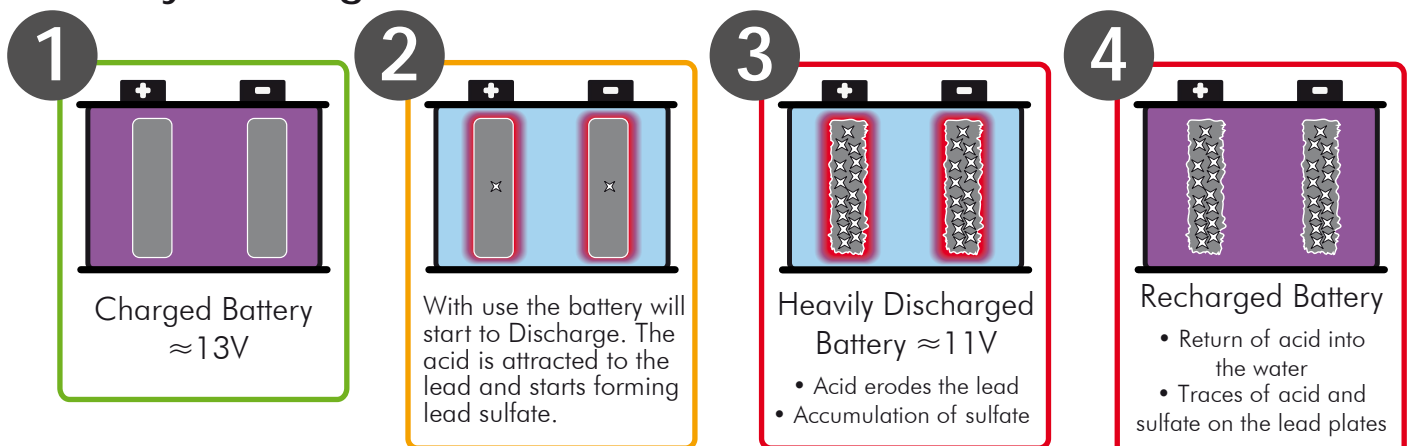 1
+ -
Charged Battery
≈13V
2
+ -
With use the battery will
start to Discharge. The
acid is attracted to the
lead and starts forming
lead sulfate.
3
+ -
Heavily Discharged
Battery ≈11V
• Acid erodes the lead
• Accumulation of sulfate
4
+ -
Recharged Battery
• Return of acid into
the water
• Traces of acid and
sulfate on the lead plates